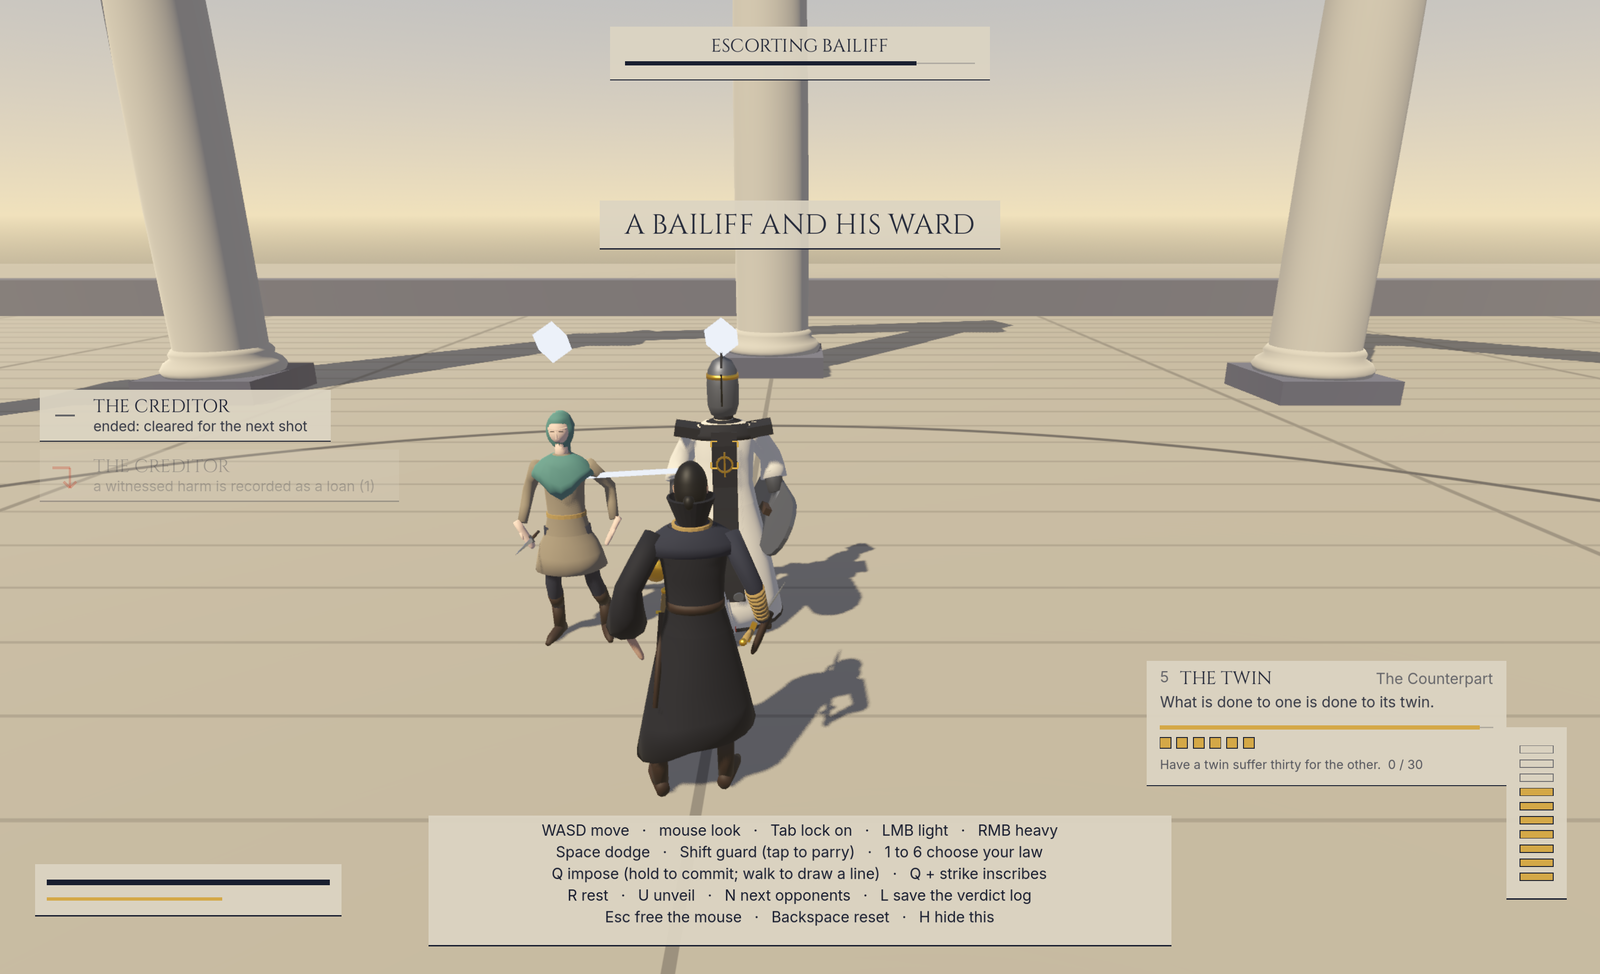 ESCORTING BAILIFF
A BAILIFF AND HIS WARD
THE CREDITOR
ended: cleared for the next shot
THE CREDITOR
a witnessed harm is recorded as a loan (1)
5 THE TWIN The Counterpart
What is done to one is done to its twin.
Have a twin suffer thirty for the other. 0 / 30
WASD move · mouse look · Tab lock on · LMB light · RMB heavy
Space dodge · Shift guard (tap to parry) · 1 to 6 choose your law
Q impose (hold to commit; walk to draw a line) · Q + strike inscribes
R rest · U unveil · N next opponents · L save the verdict log
Esc free the mouse · Backspace reset · H hide this